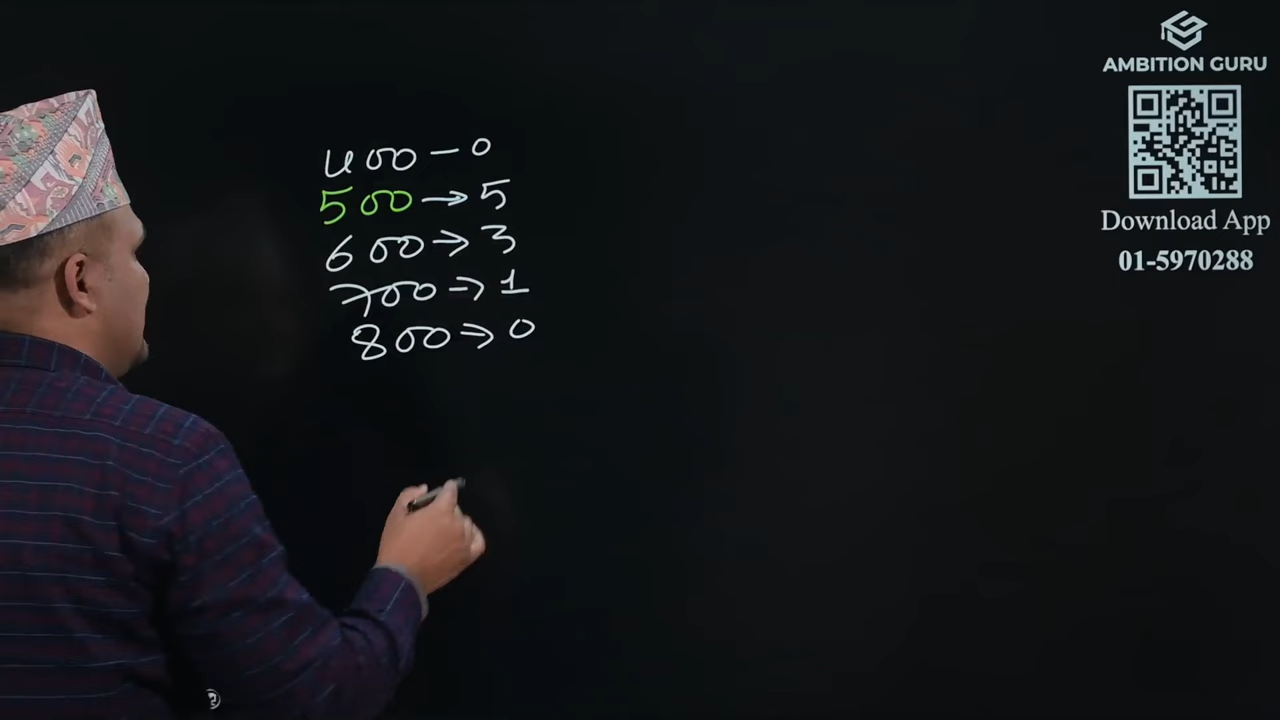 400 – 0
500 → 5
600 → 3
700 → 1
800 → 0
AMBITION GURU
Download App
01-5970288